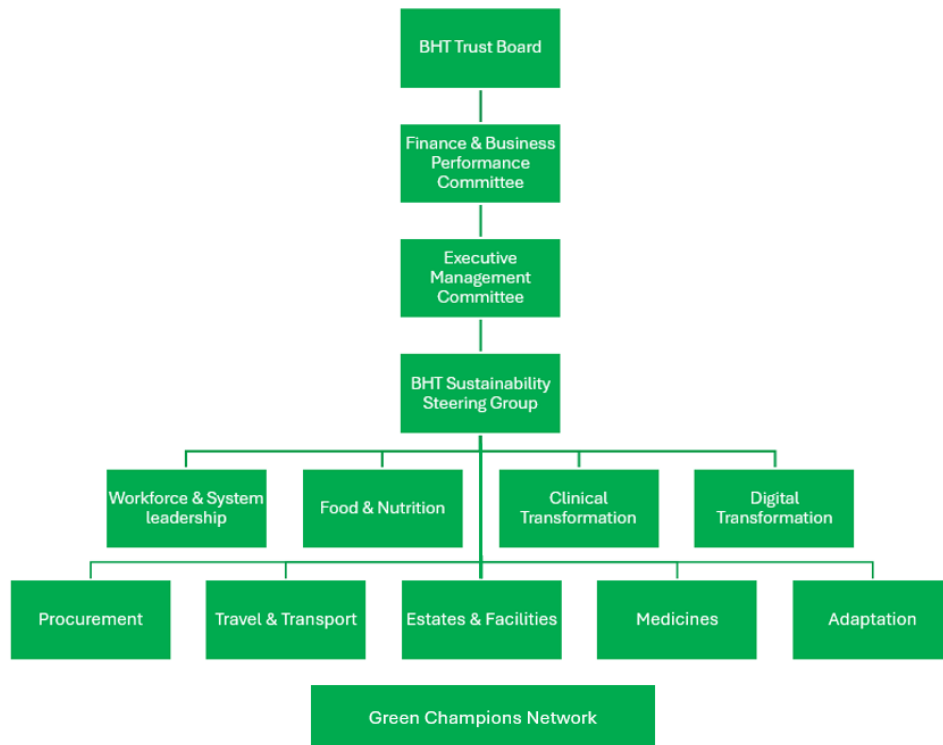 BHT Trust Board
Finance & Business
Performance
Committee
Executive
Management
Committee
BHT Sustainability
Steering Group
Workforce & System
leadership
Food & Nutrition
Clinical
Transformation
Digital
Transformation
Procurement
Travel & Transport
Estates & Facilities
Medicines
Adaptation
Green Champions Network